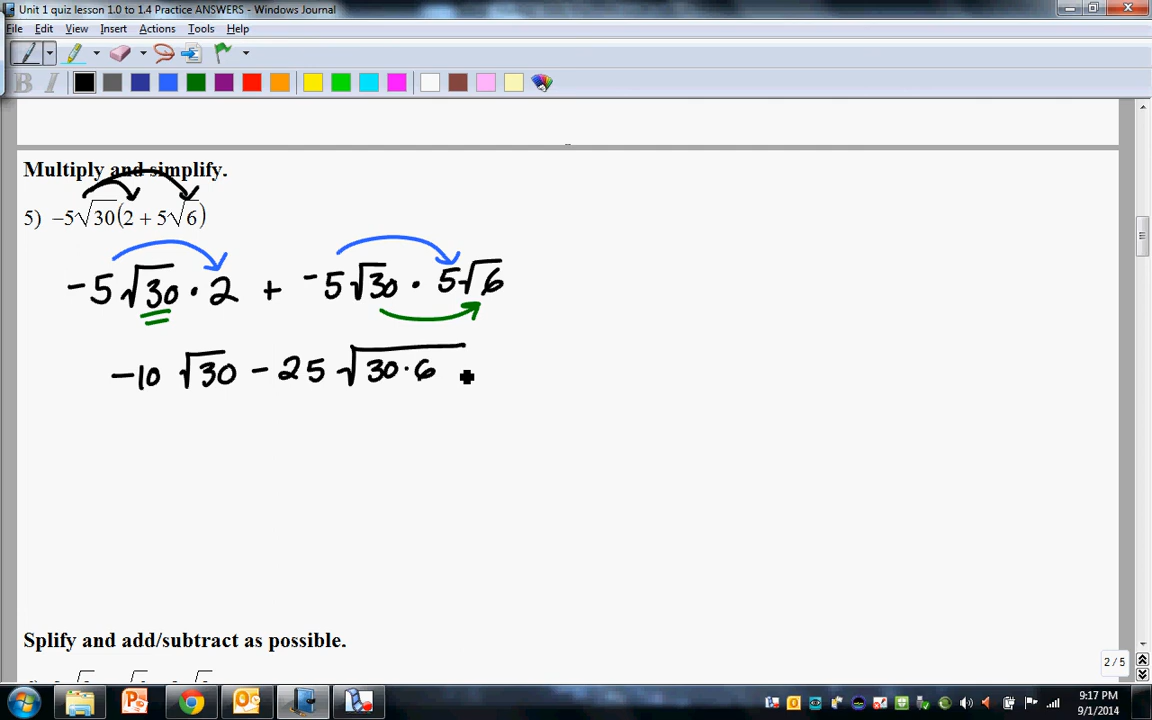 Unit 1 quiz lesson 1.0 to 1.4 Practice ANSWERS - Windows Journal
File Edit View Insert Actions Tools Help
B I
Multiply and simplify.
5) −5√30(2 + 5√6)
-5√30 · 2 + -5√30 · 5√6
-10 √30 - 25 √30·6
Splify and add/subtract as possible.
2 / 5
9:17 PM
9/1/2014